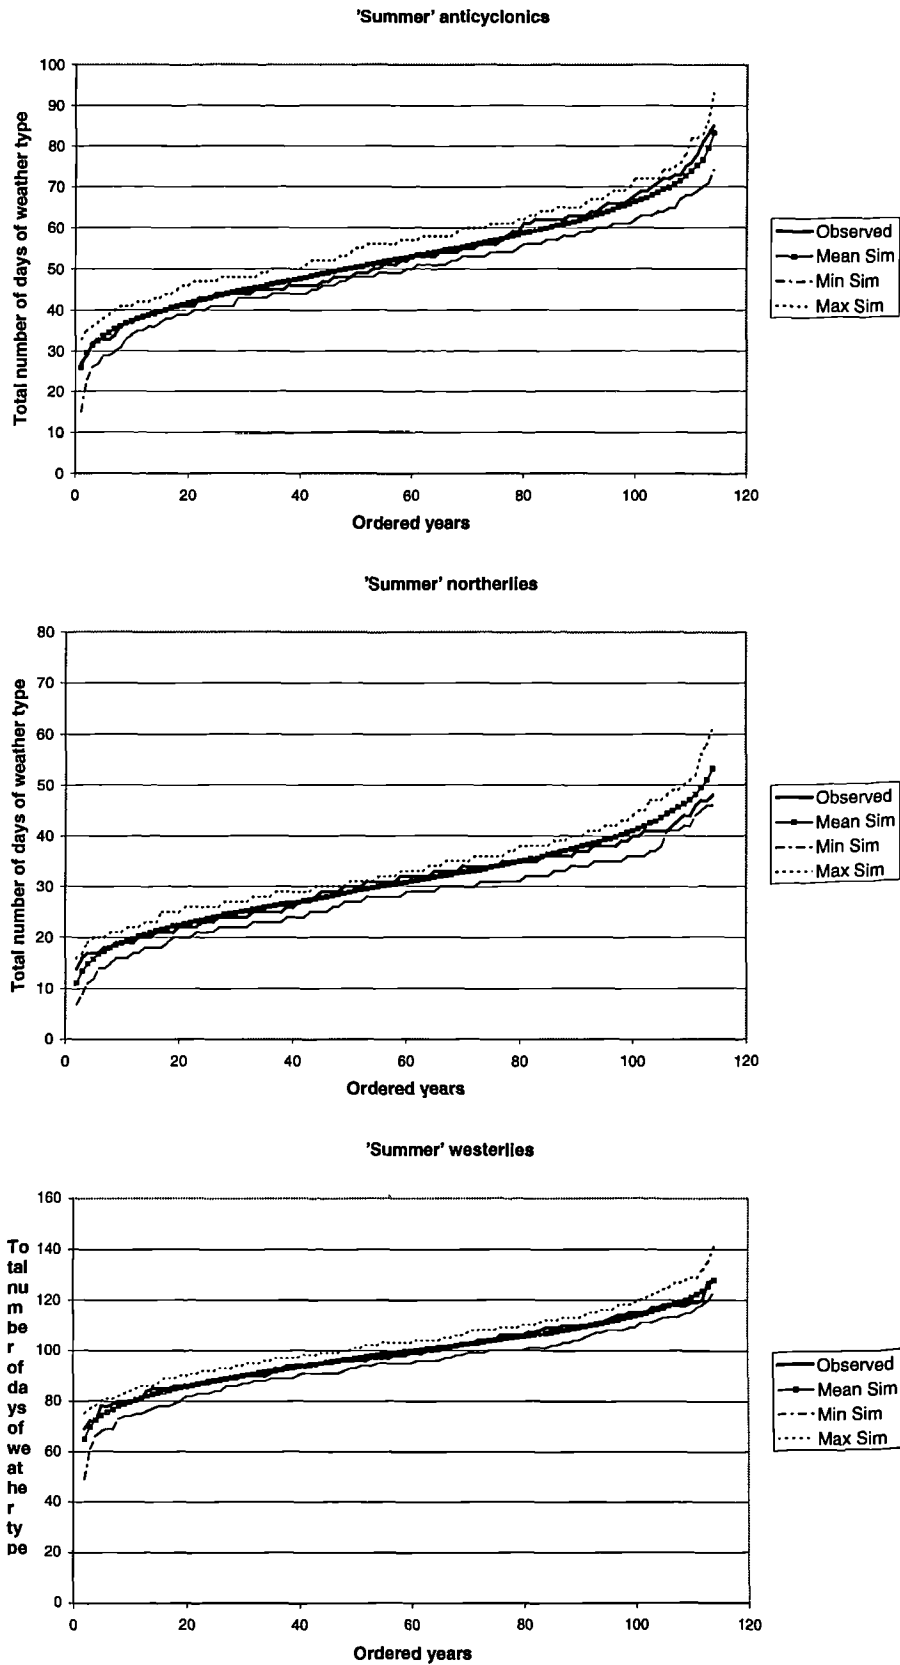 'Summer' anticyclonics
100
90
80
70
60
50
40
30
20
10
0
Total number of days of weather type
0 20 40 60 80 100 120
Ordered years
Observed
Mean Sim
Min Sim
Max Sim
'Summer' northerlies
80
70
60
50
40
30
20
10
0
Total number of days of weather type
0 20 40 60 80 100 120
Ordered years
Observed
Mean Sim
Min Sim
Max Sim
'Summer' westerlies
160
140
120
100
80
60
40
20
0
To
tal
nu
m
be
r
of
da
ys
of
we
at
he
r
ty
pe
0 20 40 60 80 100 120
Ordered years
Observed
Mean Sim
Min Sim
Max Sim